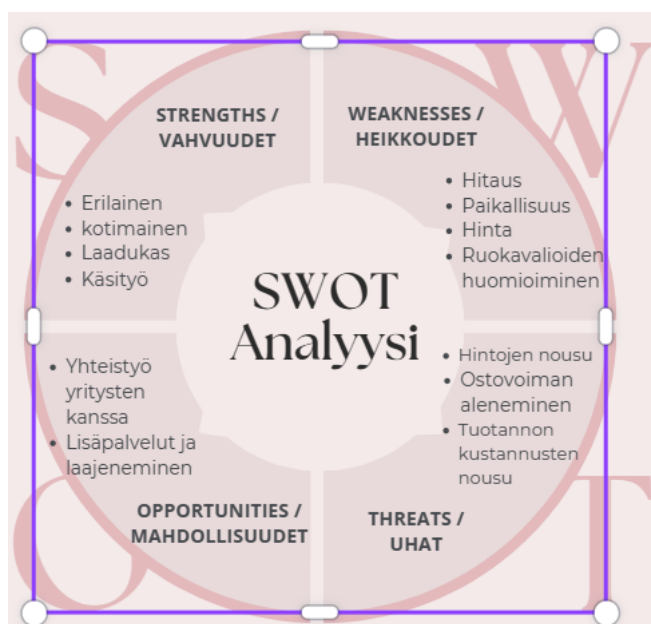 S
W
STRENGTHS /
VAHVUUDET
• Erilainen
• kotimainen
• Laadukas
• Käsityö
WEAKNESSES /
HEIKKOUDET
• Hitaus
• Paikallisuus
• Hinta
• Ruokavalioiden
huomioiminen
SWOT
Analyysi
• Yhteistyö
yritysten
kanssa
• Lisäpalvelut ja
laajeneminen
OPPORTUNITIES /
MAHDOLLISUUDET
• Hintojen nousu
• Ostovoiman
aleneminen
• Tuotannon
kustannusten
nousu
THREATS /
UHAT
O
T